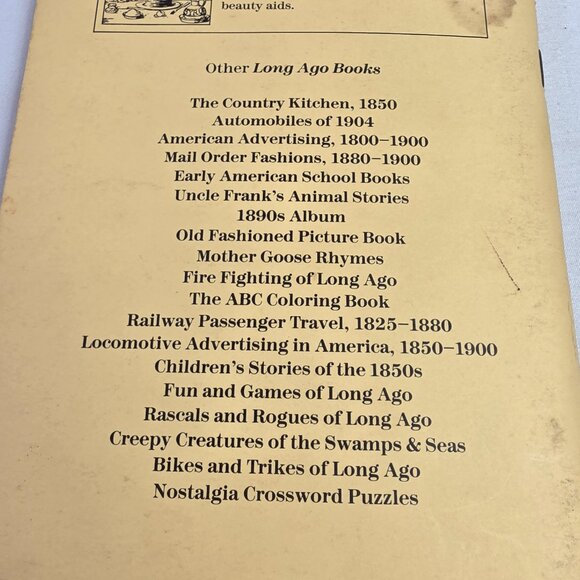 beauty aids.
Other Long Ago Books
The Country Kitchen, 1850
Automobiles of 1904
American Advertising, 1800–1900
Mail Order Fashions, 1880–1900
Early American School Books
Uncle Frank's Animal Stories
1890s Album
Old Fashioned Picture Book
Mother Goose Rhymes
Fire Fighting of Long Ago
The ABC Coloring Book
Railway Passenger Travel, 1825–1880
Locomotive Advertising in America, 1850–1900
Children's Stories of the 1850s
Fun and Games of Long Ago
Rascals and Rogues of Long Ago
Creepy Creatures of the Swamps & Seas
Bikes and Trikes of Long Ago
Nostalgia Crossword Puzzles